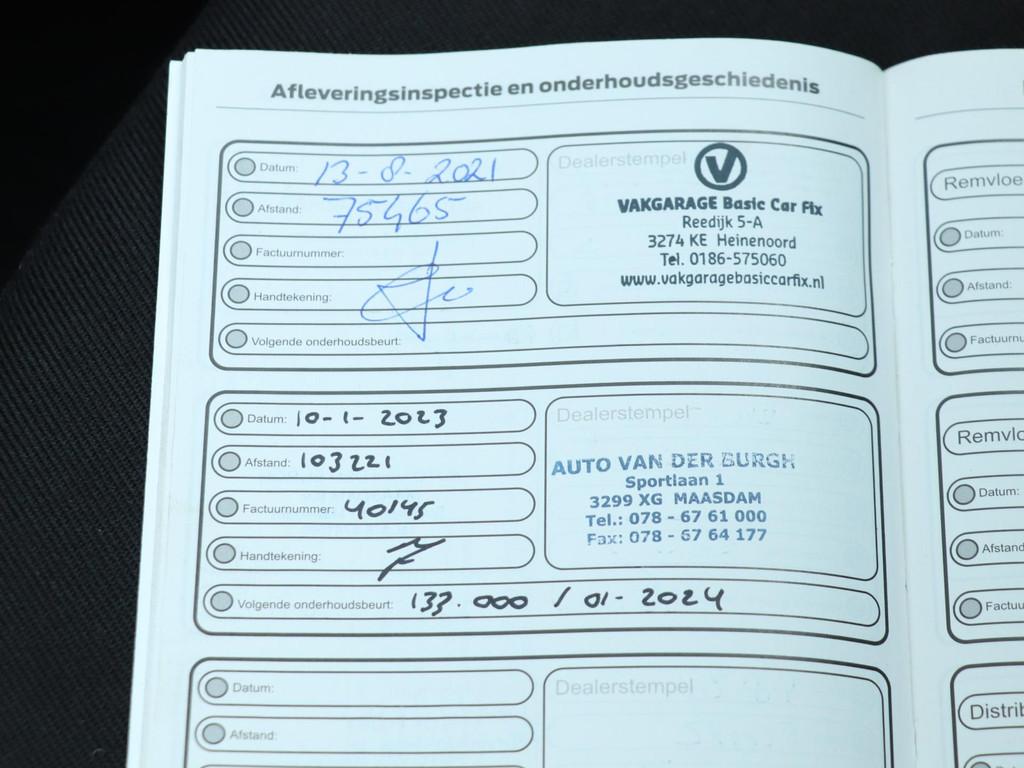 Afleveringsinspectie en onderhoudsgeschiedenis
Datum: 13-8-2021
Afstand: 75465
Factuurnummer:
Handtekening:
Volgende onderhoudsbeurt:
Dealerstempel
V
VAKGARAGE Basic Car Fix
Reedijk 5-A
3274 KE Heinenoord
Tel. 0186-575060
www.vakgaragebasiccarfix.nl
Datum: 10-1-2023
Afstand: 103221
Factuurnummer: 40145
Handtekening:
Volgende onderhoudsbeurt: 133.000 / 01-2024
Dealerstempel
AUTO VAN DER BURGH
Sportlaan 1
3299 XG MAASDAM
Tel.: 078 - 67 61 000
Fax: 078 - 67 64 177
Datum:
Afstand:
Dealerstempel
Remvloe
Datum:
Afstand:
Factuurnu
Remvlo
Datum:
Afstand
Factuu
Distrib